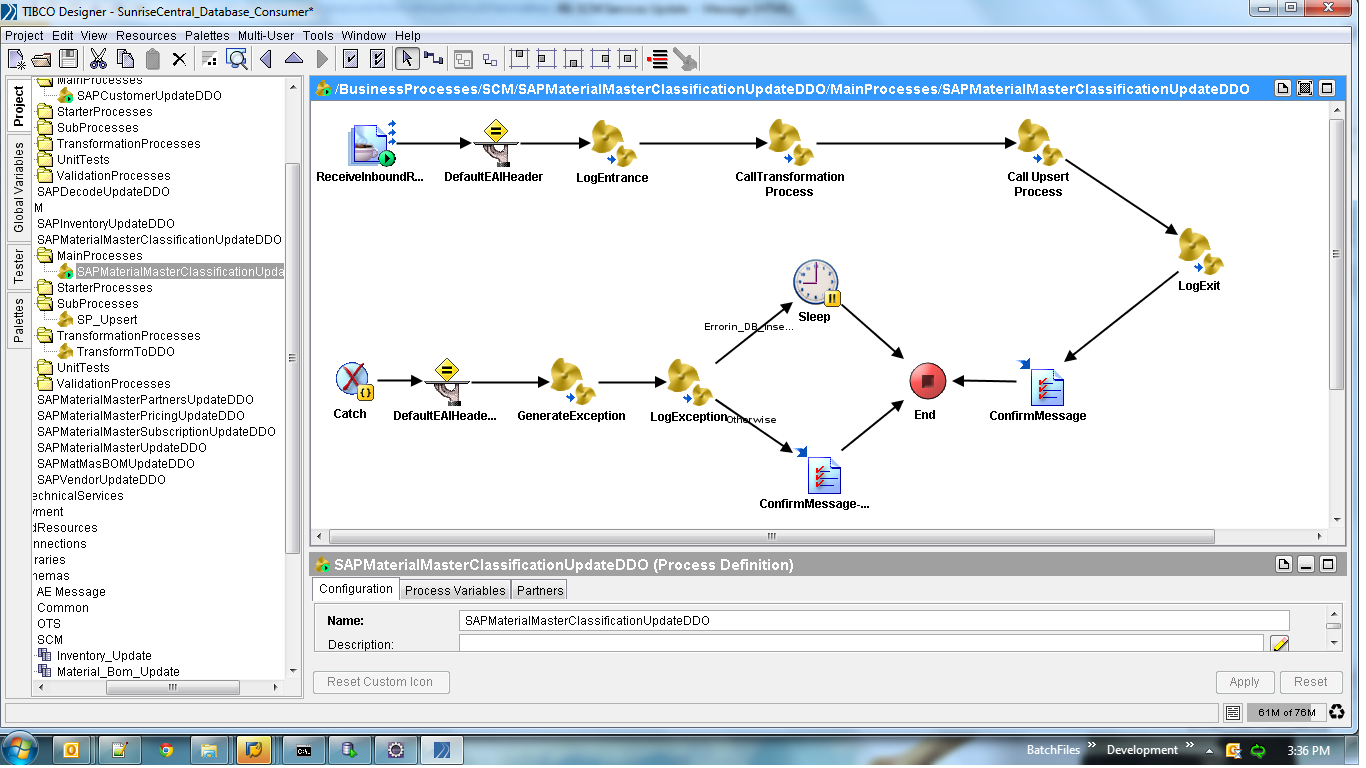 TIBCO Designer - SunriseCentral_Database_Consumer*
Project Edit View Resources Palettes Multi-User Tools Window Help
Project
Global Variables
Tester
Palettes
MainProcesses
SAPCustomerUpdateDDO
StarterProcesses
SubProcesses
TransformationProcesses
UnitTests
ValidationProcesses
SAPDecodeUpdateDDO
M
SAPInventoryUpdateDDO
SAPMaterialMasterClassificationUpdateDDO
MainProcesses
SAPMaterialMasterClassificationUpda
StarterProcesses
SubProcesses
SP_Upsert
TransformationProcesses
TransformToDDO
UnitTests
ValidationProcesses
SAPMaterialMasterPartnersUpdateDDO
SAPMaterialMasterPricingUpdateDDO
SAPMaterialMasterSubscriptionUpdateDDO
SAPMaterialMasterUpdateDDO
SAPMatMasBOMUpdateDDO
SAPVendorUpdateDDO
echnicalServices
yment
dResources
nnections
raries
hemas
AE Message
Common
OTS
SCM
Inventory_Update
Material_Bom_Update
/BusinessProcesses/SCM/SAPMaterialMasterClassificationUpdateDDO/MainProcesses/SAPMaterialMasterClassificationUpdateDDO
ReceiveInboundR...
DefaultEAIHeader
LogEntrance
CallTransformation
Process
Call Upsert
Process
LogExit
Sleep
Errorin_DB_Inse...
Catch
DefaultEAIHeade...
GenerateException
LogException
Otherwise
End
ConfirmMessage
ConfirmMessage-...
SAPMaterialMasterClassificationUpdateDDO (Process Definition)
Configuration Process Variables Partners
Name: SAPMaterialMasterClassificationUpdateDDO
Description:
Reset Custom Icon Apply Reset
61M of 76M
BatchFiles » Development » 3:36 PM